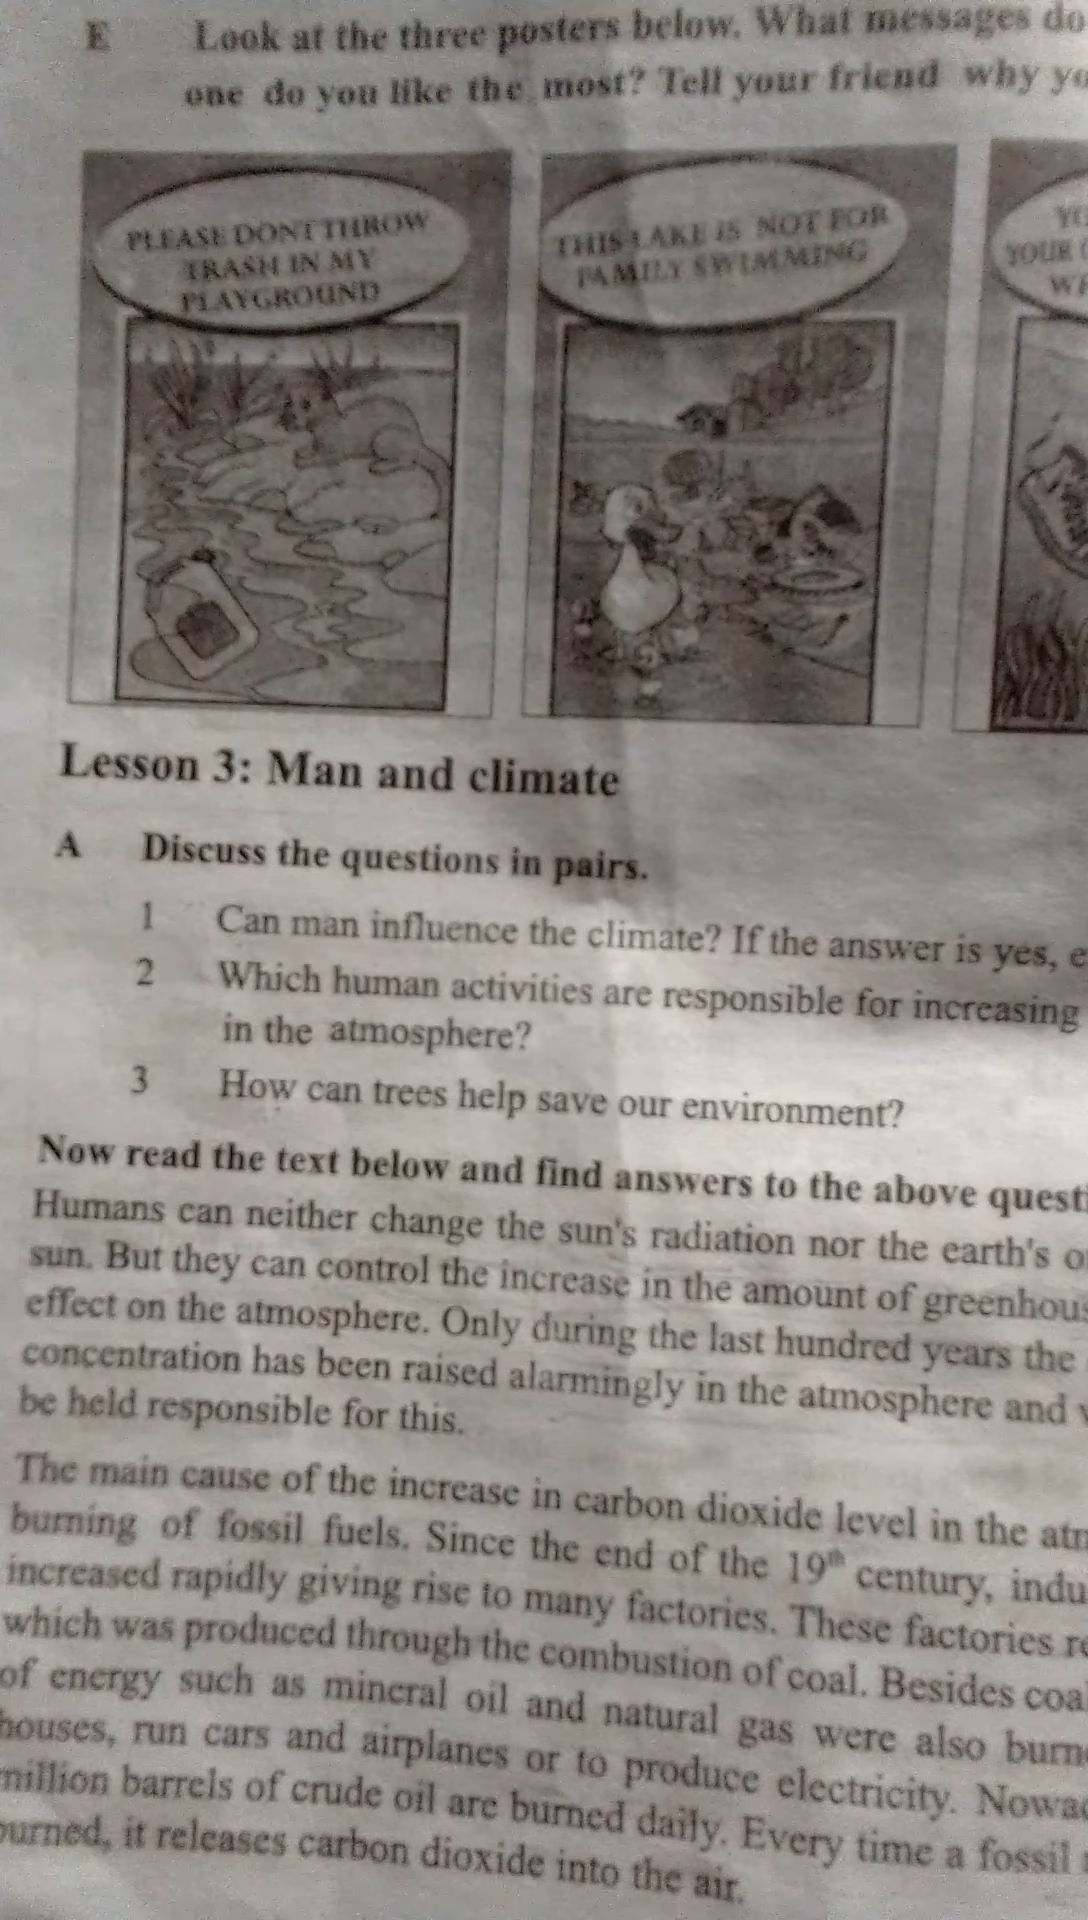 E Look at the three posters below. What messages do
one do you like the most? Tell your friend why yo
PLEASE DONT THROW
TRASH IN MY
PLAYGROUND
THIS LAKE IS NOT FOR
FAMILY SWIMMING
YOUR
Lesson 3: Man and climate
A Discuss the questions in pairs.
1 Can man influence the climate? If the answer is yes, e
2 Which human activities are responsible for increasing
in the atmosphere?
3 How can trees help save our environment?
Now read the text below and find answers to the above questi
Humans can neither change the sun's radiation nor the earth's o
sun. But they can control the increase in the amount of greenhous
effect on the atmosphere. Only during the last hundred years the
concentration has been raised alarmingly in the atmosphere and
be held responsible for this.
The main cause of the increase in carbon dioxide level in the atm
burning of fossil fuels. Since the end of the 19th century, indu
increased rapidly giving rise to many factories. These factories re
which was produced through the combustion of coal. Besides coa
of energy such as mineral oil and natural gas were also burne
houses, run cars and airplanes or to produce electricity. Nowad
million barrels of crude oil are burned daily. Every time a fossil
burned, it releases carbon dioxide into the air.